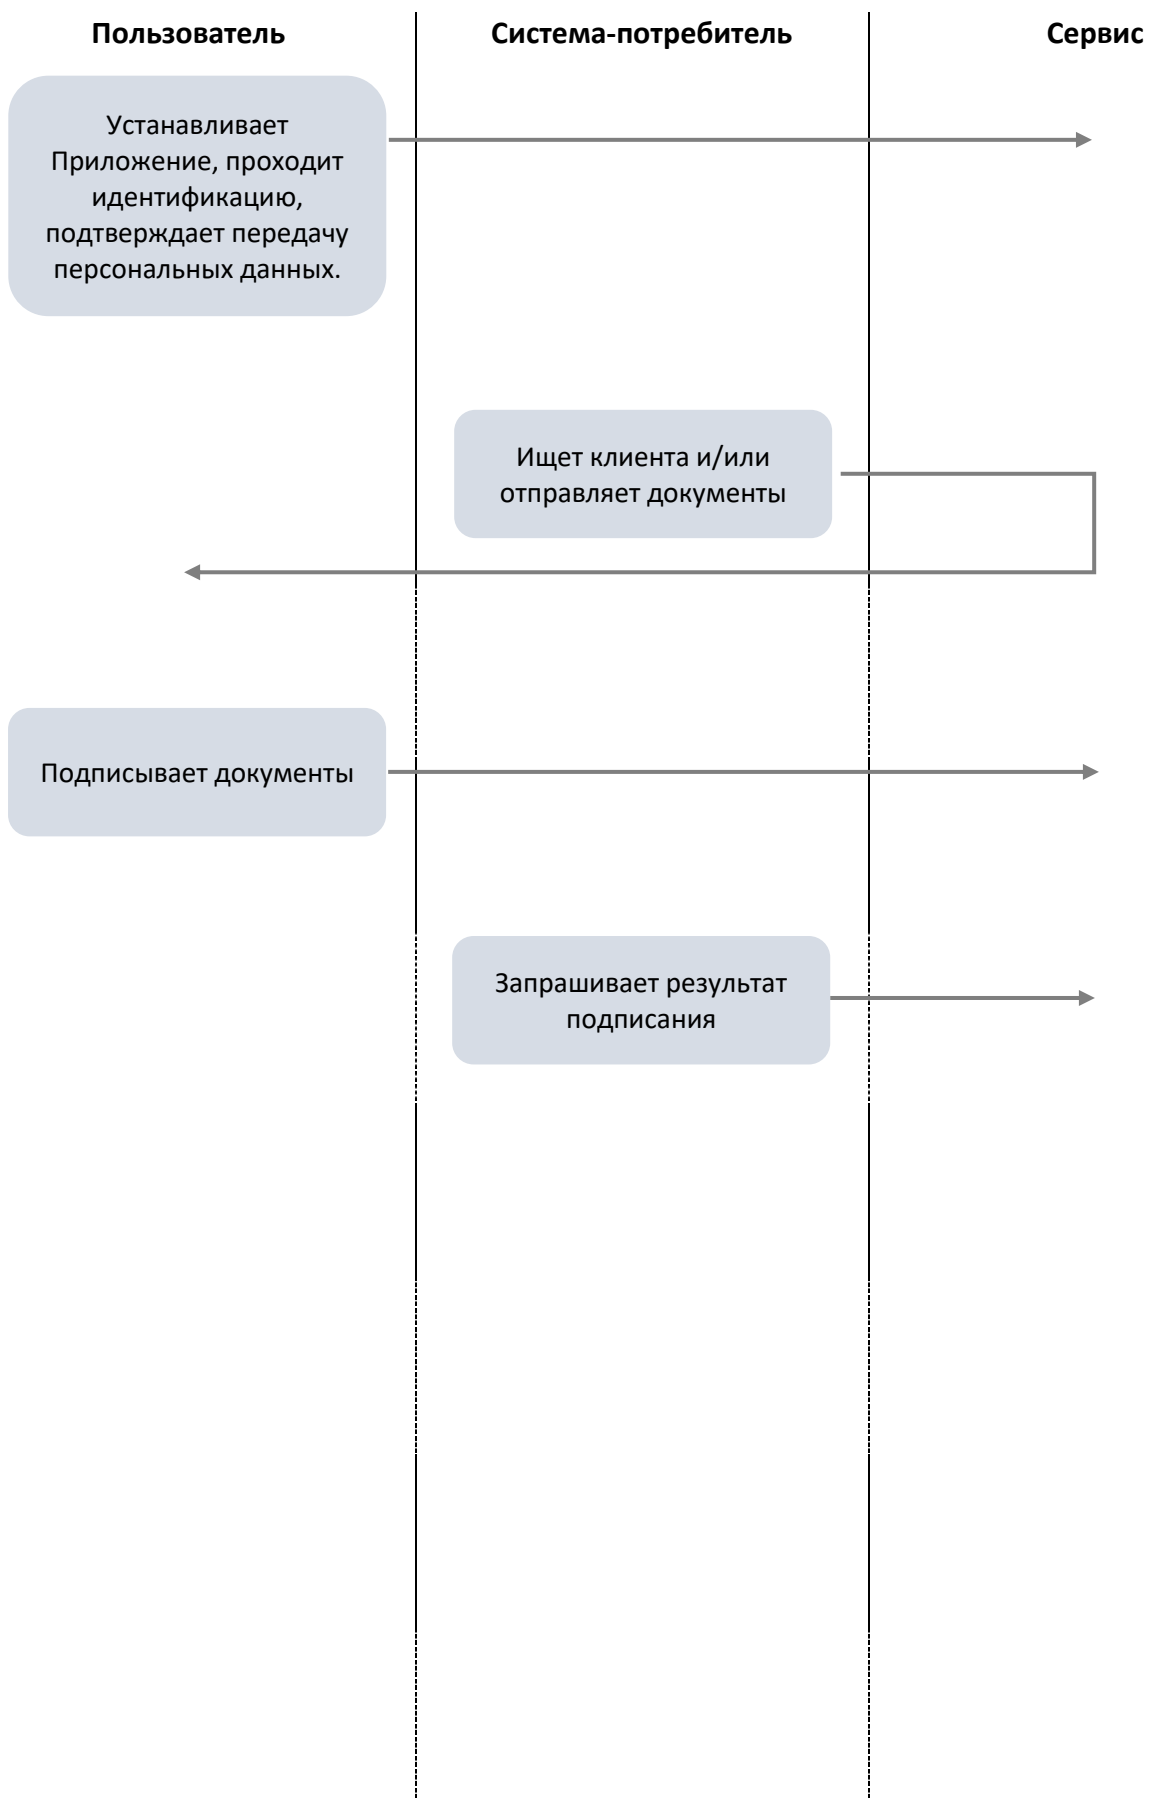 Пользователь
Система-потребитель
Сервис
Устанавливает
Приложение, проходит
идентификацию,
подтверждает передачу
персональных данных.
Ищет клиента и/или
отправляет документы
Подписывает документы
Запрашивает результат
подписания